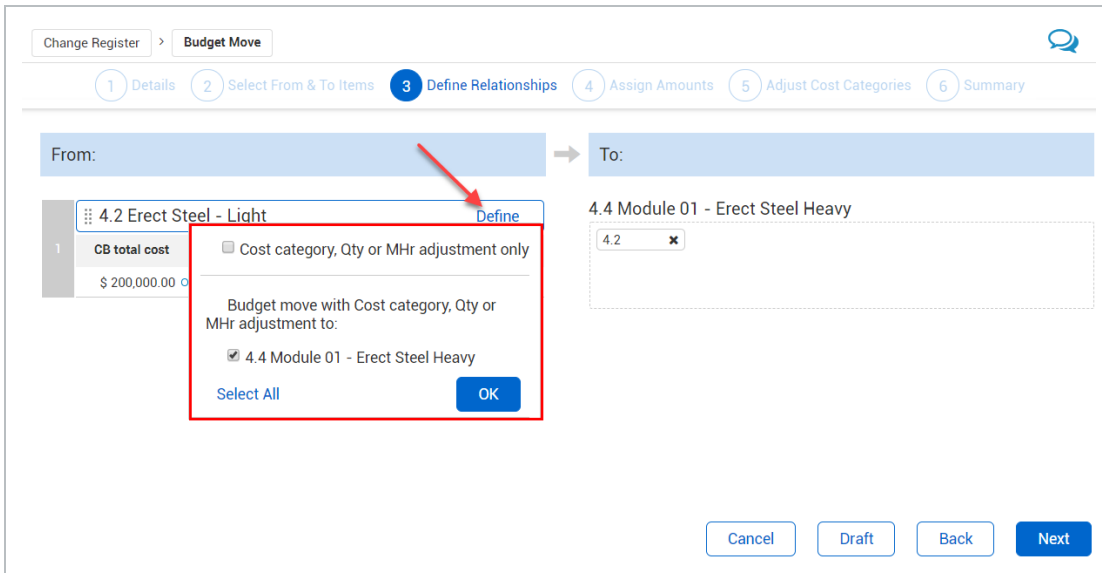 Change Register > Budget Move
1 Details 2 Select From & To Items 3 Define Relationships 4 Assign Amounts 5 Adjust Cost Categories 6 Summary
From:
To:
1
4.2 Erect Steel - Light
Define
CB total cost
$ 200,000.00 O
Cost category, Qty or MHr adjustment only
Budget move with Cost category, Qty or
MHr adjustment to:
4.4 Module 01 - Erect Steel Heavy
Select All
OK
4.4 Module 01 - Erect Steel Heavy
4.2 ✖
Cancel Draft Back Next